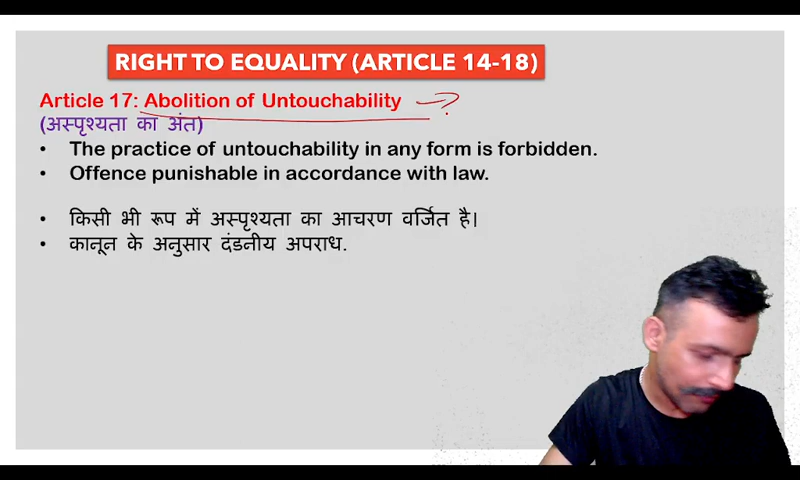 RIGHT TO EQUALITY (ARTICLE 14-18)
Article 17: Abolition of Untouchability ?
(अस्पृश्यता का अंत)
• The practice of untouchability in any form is forbidden.
• Offence punishable in accordance with law.
• किसी भी रूप में अस्पृश्यता का आचरण वर्जित है।
• कानून के अनुसार दंडनीय अपराध.